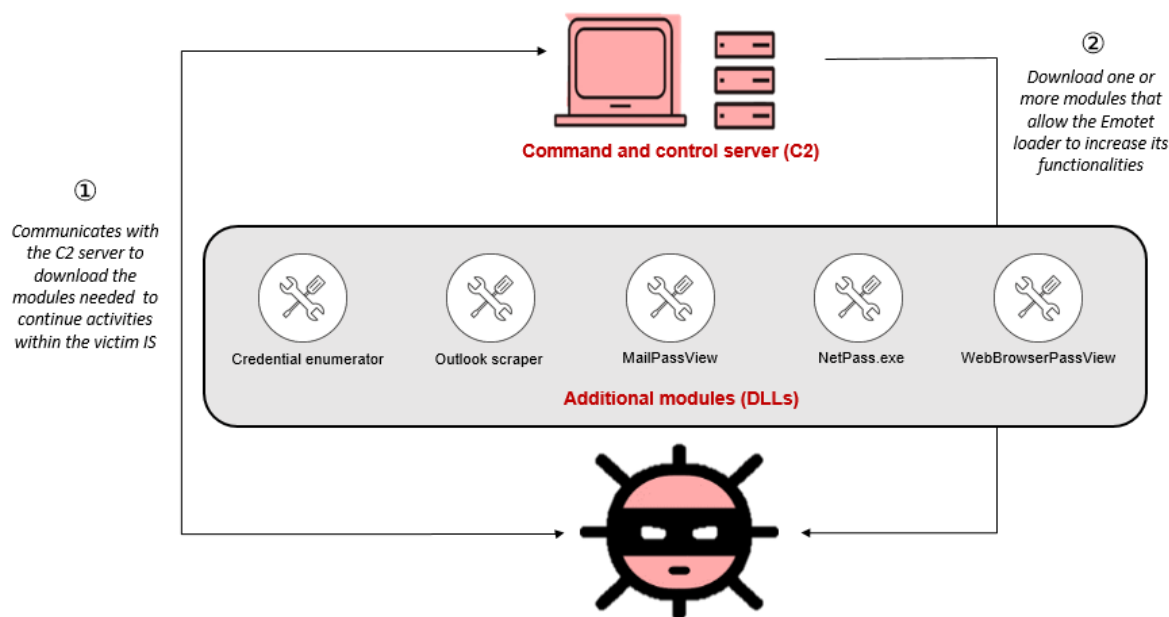 ①
Communicates with
the C2 server to
download the
modules needed to
continue activities
within the victim IS
Command and control server (C2)
②
Download one or
more modules that
allow the Emotet
loader to increase its
functionalities
Credential enumerator
Outlook scraper
MailPassView
NetPass.exe
WebBrowserPassView
Additional modules (DLLs)